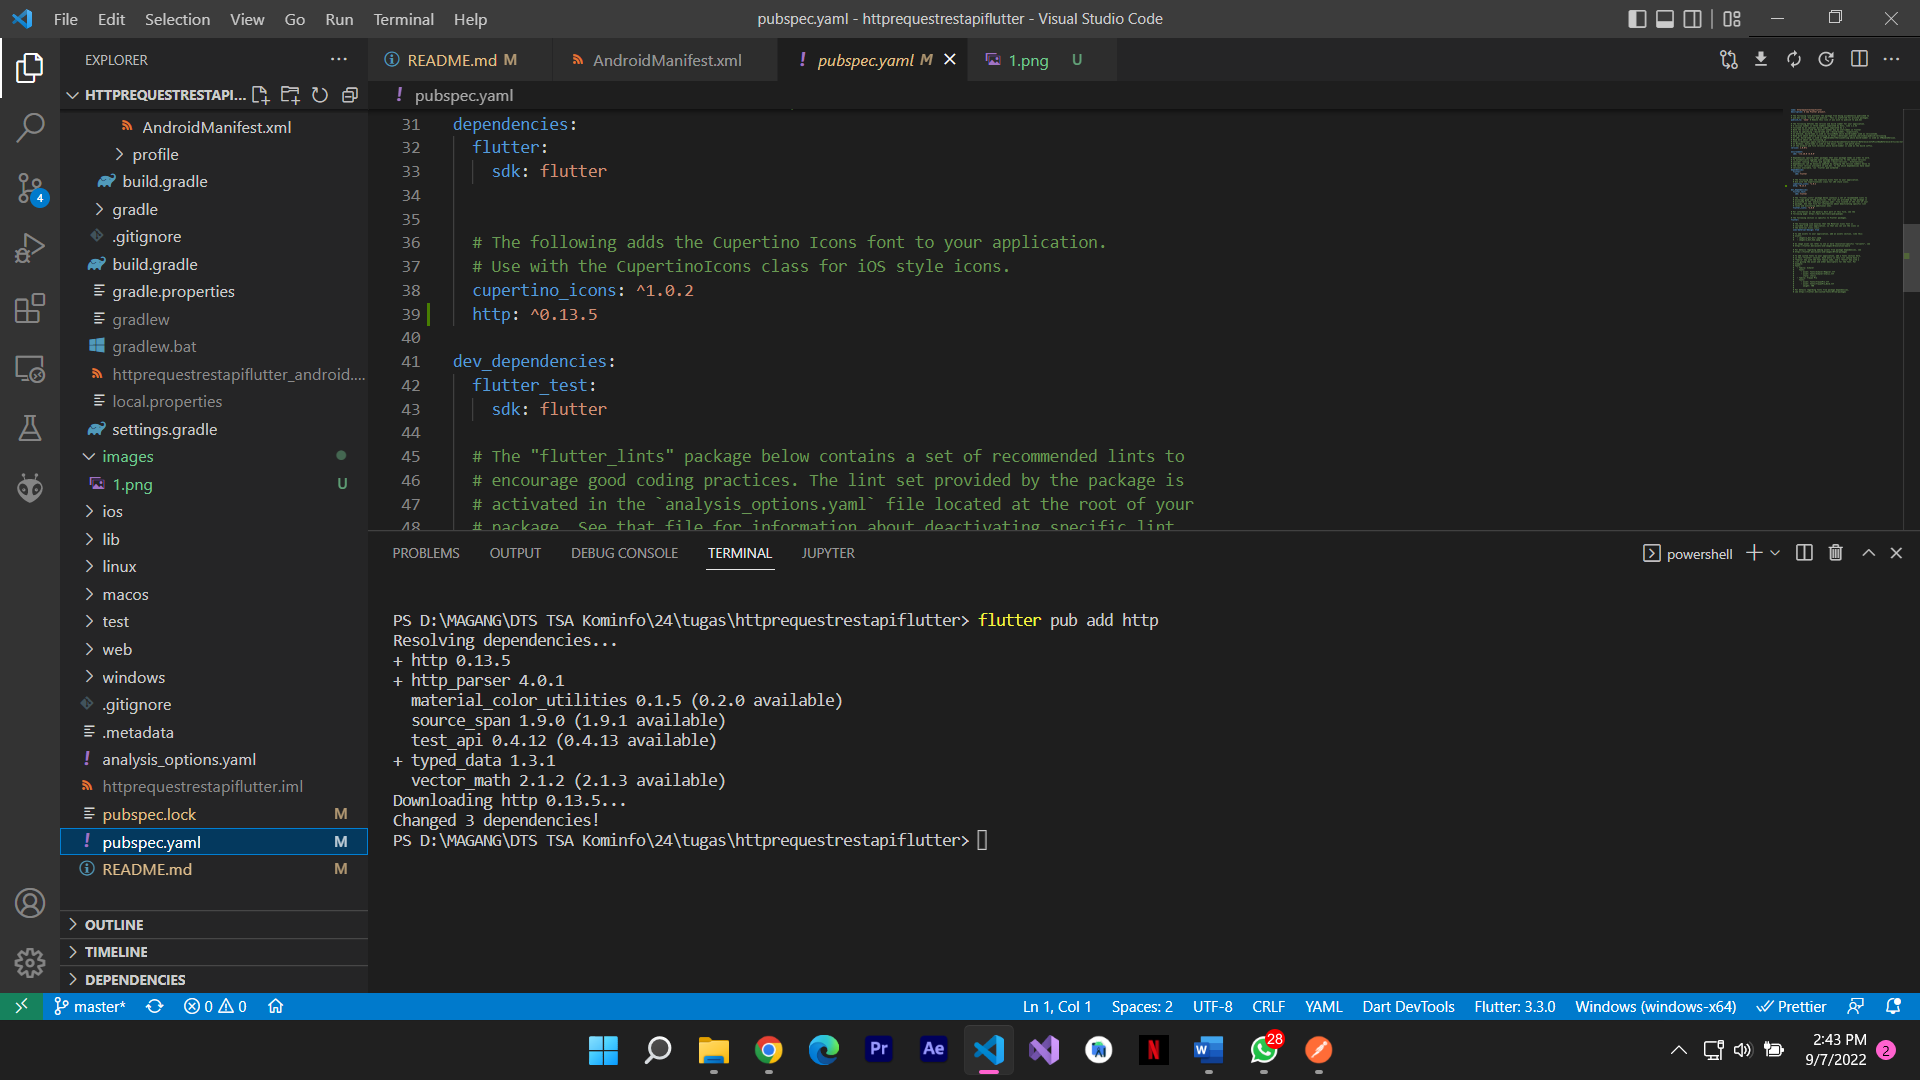 File Edit Selection View Go Run Terminal Help
pubspec.yaml - httprequestrestapiflutter - Visual Studio Code
EXPLORER
HTTPREQUESTRESTAPI...
AndroidManifest.xml
profile
build.gradle
gradle
.gitignore
build.gradle
gradle.properties
gradlew
gradlew.bat
httprequestrestapiflutter_android....
local.properties
settings.gradle
images
1.png U
ios
lib
linux
macos
test
web
windows
.gitignore
.metadata
analysis_options.yaml
httprequestrestapiflutter.iml
pubspec.lock M
pubspec.yaml M
README.md M
OUTLINE
TIMELINE
DEPENDENCIES
4
README.md M
AndroidManifest.xml
pubspec.yaml M
1.png U
pubspec.yaml
31 dependencies:
32 flutter:
33 sdk: flutter
34
35
36 # The following adds the Cupertino Icons font to your application.
37 # Use with the CupertinoIcons class for iOS style icons.
38 cupertino_icons: ^1.0.2
39 http: ^0.13.5
40
41 dev_dependencies:
42 flutter_test:
43 sdk: flutter
44
45 # The "flutter_lints" package below contains a set of recommended lints to
46 # encourage good coding practices. The lint set provided by the package is
47 # activated in the `analysis_options.yaml` file located at the root of your
48 # package. See that file for information about deactivating specific lint
PROBLEMS OUTPUT DEBUG CONSOLE TERMINAL JUPYTER
powershell
PS D:\MAGANG\DTS TSA Kominfo\24\tugas\httprequestrestapiflutter> flutter pub add http
Resolving dependencies...
+ http 0.13.5
+ http_parser 4.0.1
material_color_utilities 0.1.5 (0.2.0 available)
source_span 1.9.0 (1.9.1 available)
test_api 0.4.12 (0.4.13 available)
+ typed_data 1.3.1
vector_math 2.1.2 (2.1.3 available)
Downloading http 0.13.5...
Changed 3 dependencies!
PS D:\MAGANG\DTS TSA Kominfo\24\tugas\httprequestrestapiflutter>
master* 0 0
Ln 1, Col 1 Spaces: 2 UTF-8 CRLF YAML Dart DevTools Flutter: 3.3.0 Windows (windows-x64) Prettier
Pr
Ae
N
W
28
2:43 PM
9/7/2022
2